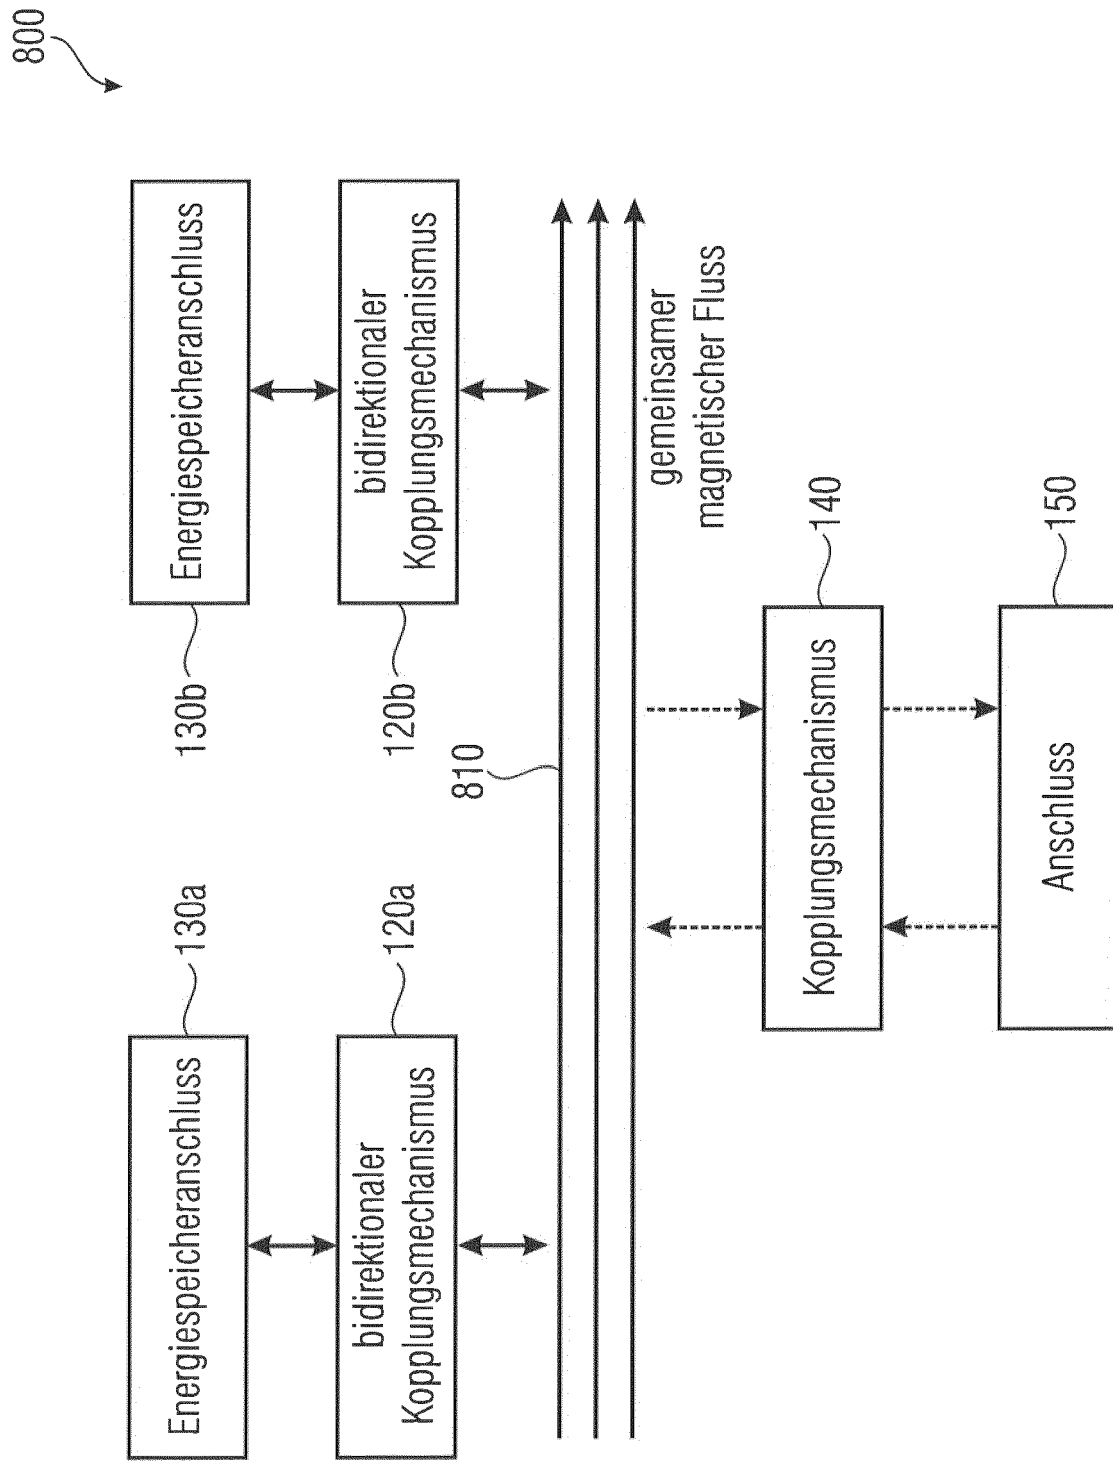 800
Energiespeicheranschluss
130a
Energiespeicheranschluss
130b
bidirektionaler
Kopplungsmechanismus
120a
bidirektionaler
Kopplungsmechanismus
120b
810
gemeinsamer
magnetischer Fluss
Kopplungsmechanismus
140
Anschluss
150